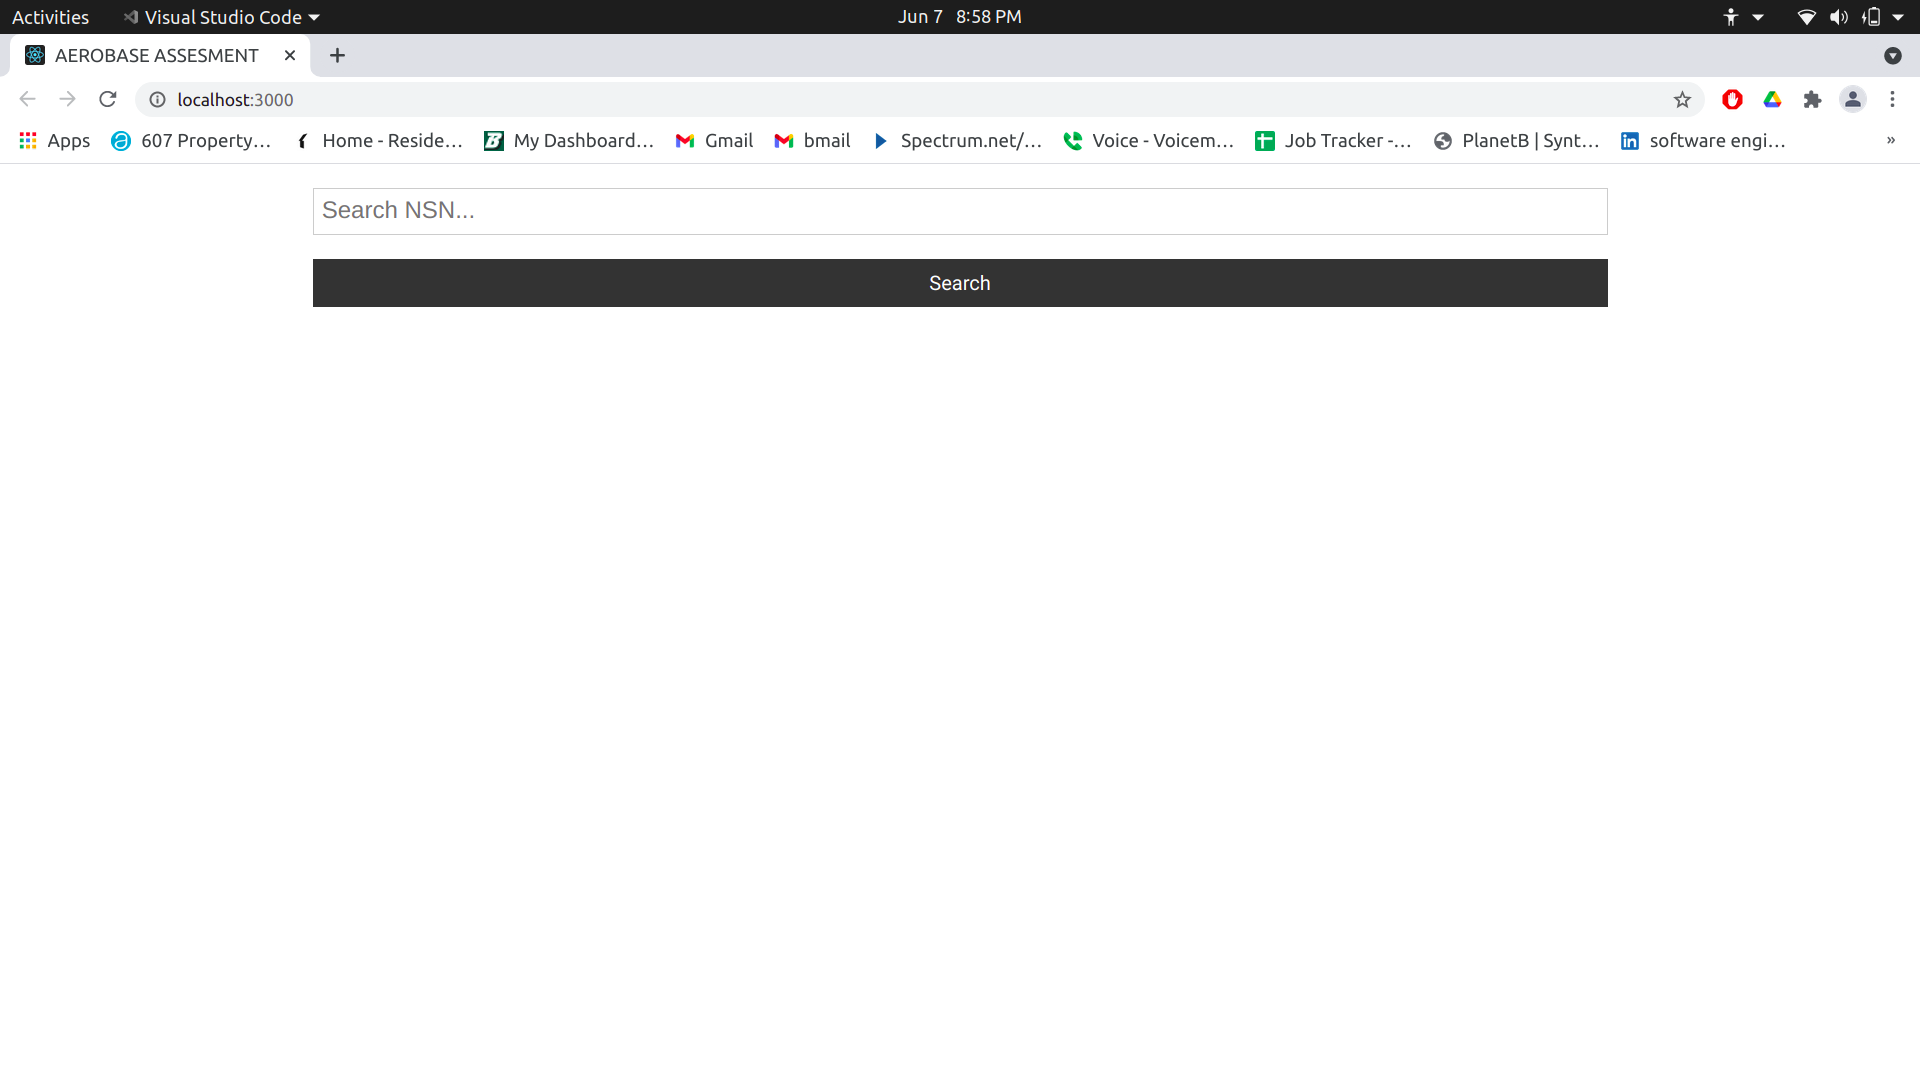 Activities Visual Studio Code Jun 7 8:58 PM
AEROBASE ASSESMENT
localhost:3000
Apps 607 Property… Home - Reside… My Dashboard… Gmail bmail Spectrum.net/… Voice - Voicem… Job Tracker -… PlanetB | Synt… software engi… »
Search NSN...
Search